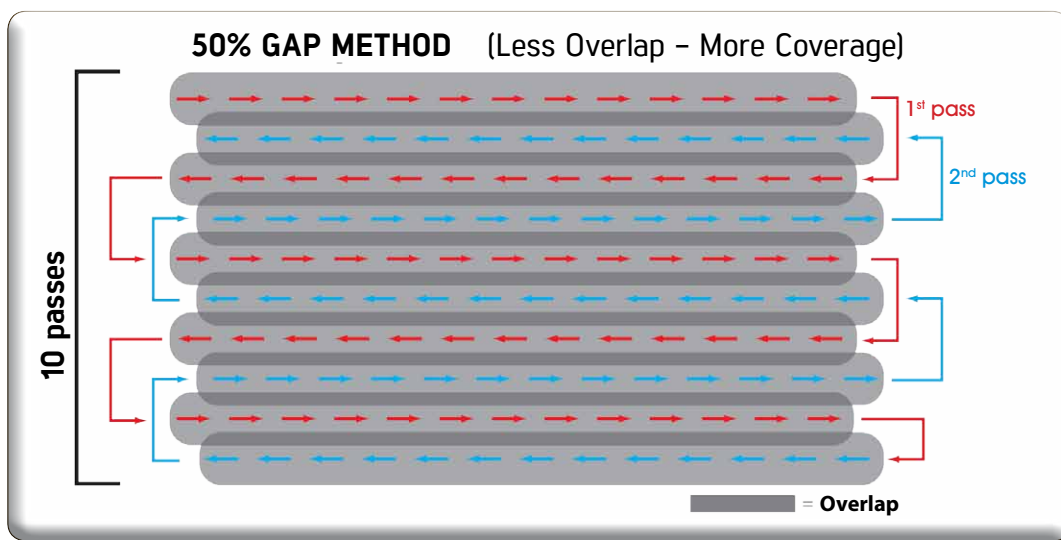 50% GAP METHOD (Less Overlap – More Coverage)
1st pass
2nd pass
10 passes
= Overlap